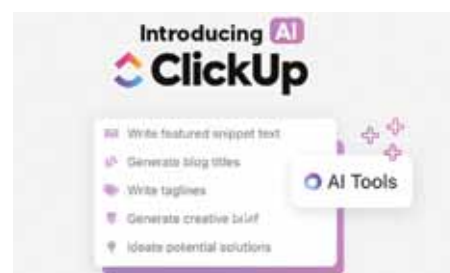 Introducing AI
ClickUp
Write featured snippet text
Generate blog titles
Write taglines
AI Tools
Generate creative brief
Ideate potential solutions